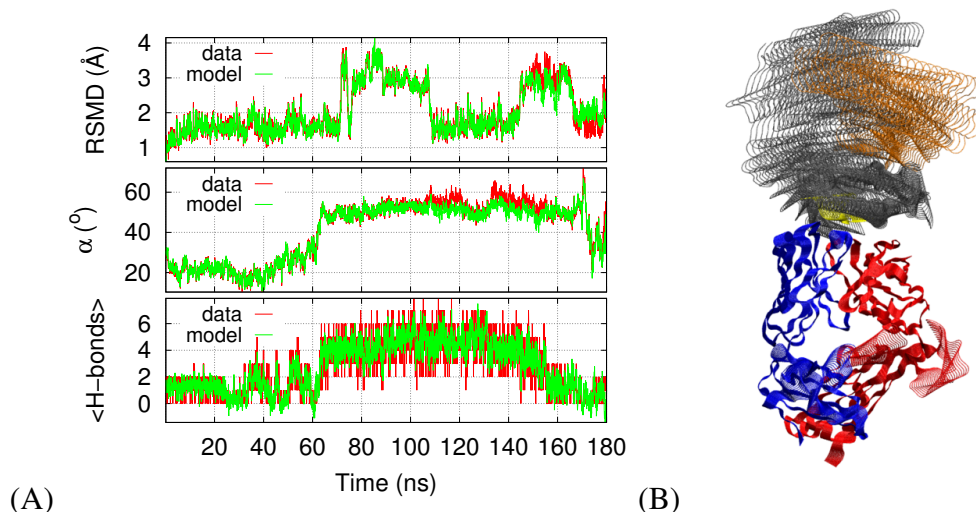 data
model
RSMD (Å)
4
3
2
1
data
model
α (°)
60
40
20
data
model
<H-bonds>
6
4
2
0
20 40 60 80 100 120 140 160 180
Time (ns)
(A) (B)